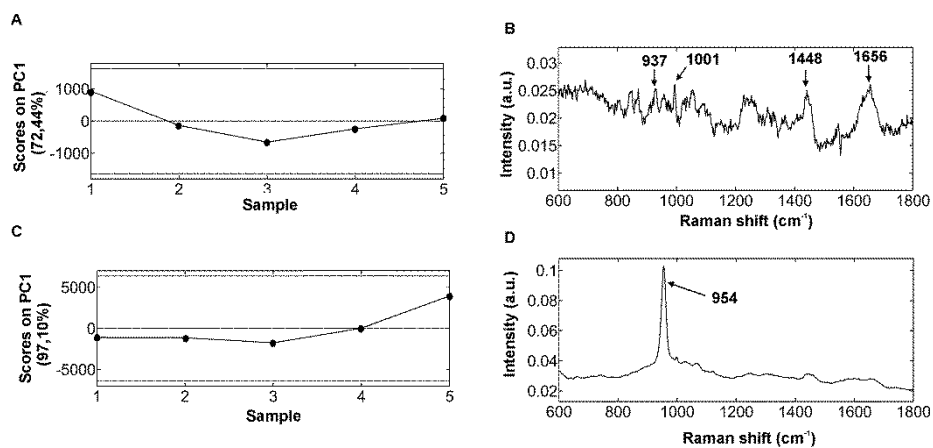 A
Scores on PC1
(72,44%)
1000
0
-1000
1 2 3 4 5
Sample
B
937 1001 1448 1656
Intensity (a.u.)
0.03
0.025
0.02
0.015
0.01
600 800 1000 1200 1400 1600 1800
Raman shift (cm⁻¹)
C
Scores on PC1
(97,10%)
5000
0
-5000
1 2 3 4 5
Sample
D
954
Intensity (a.u.)
0.1
0.08
0.06
0.04
0.02
600 800 1000 1200 1400 1600 1800
Raman shift (cm⁻¹)